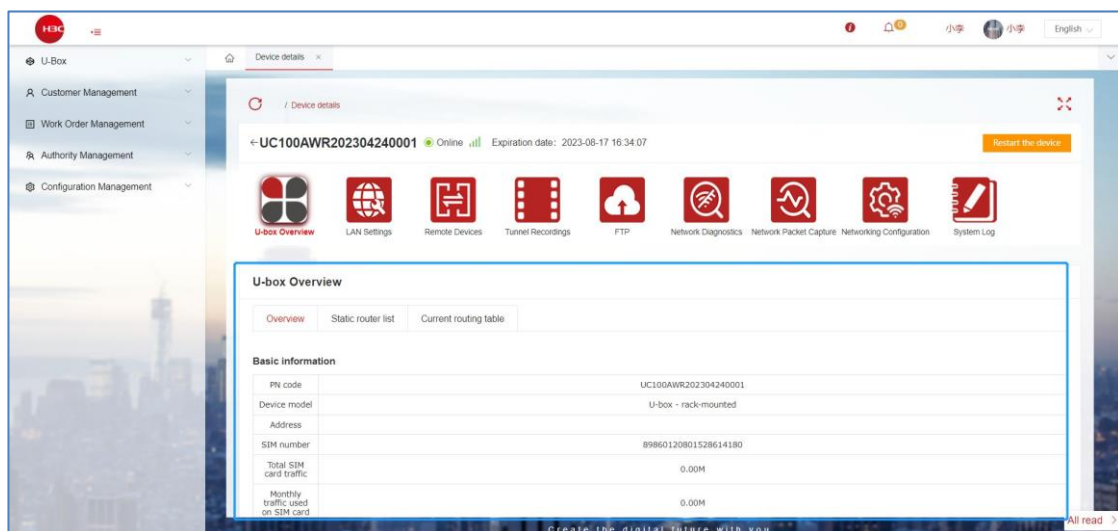 H3C
0
小李
小李
English
U-Box
Customer Management
Work Order Management
Authority Management
Configuration Management
Device details ×
/ Device details
←UC100AWR202304240001 Online Expiration date: 2023-08-17 16:34:07
Restart the device
U-box Overview
LAN Settings
Remote Devices
Tunnel Recordings
FTP
Network Diagnostics
Network Packet Capture
Networking Configuration
System Log
U-box Overview
Overview
Static router list
Current routing table
Basic information
PN code
UC100AWR202304240001
Device model
U-box - rack-mounted
Address
SIM number
89860120801528614180
Total SIM
card traffic
0.00M
Monthly
traffic used
on SIM card
0.00M
Create the digital future with you
All read ×